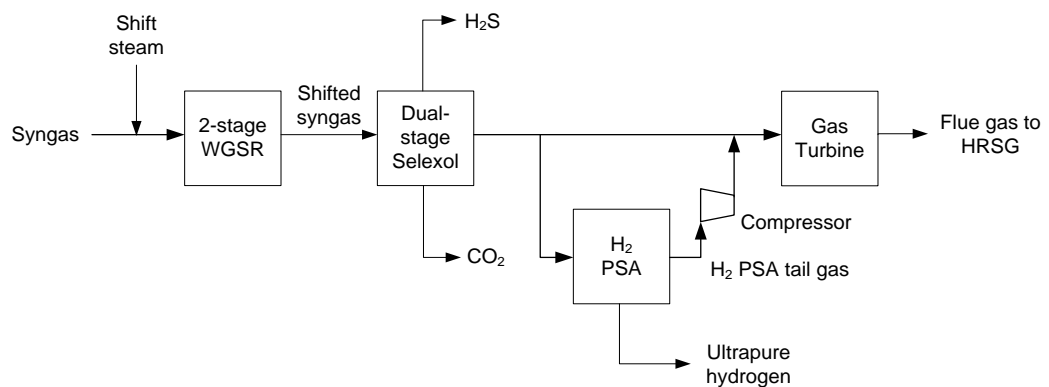 Shift
steam
H₂S
Syngas
2-stage
WGSR
Shifted
syngas
Dual-
stage
Selexol
Gas
Turbine
Flue gas to
HRSG
CO₂
H₂
PSA
Compressor
H₂ PSA tail gas
Ultrapure
hydrogen